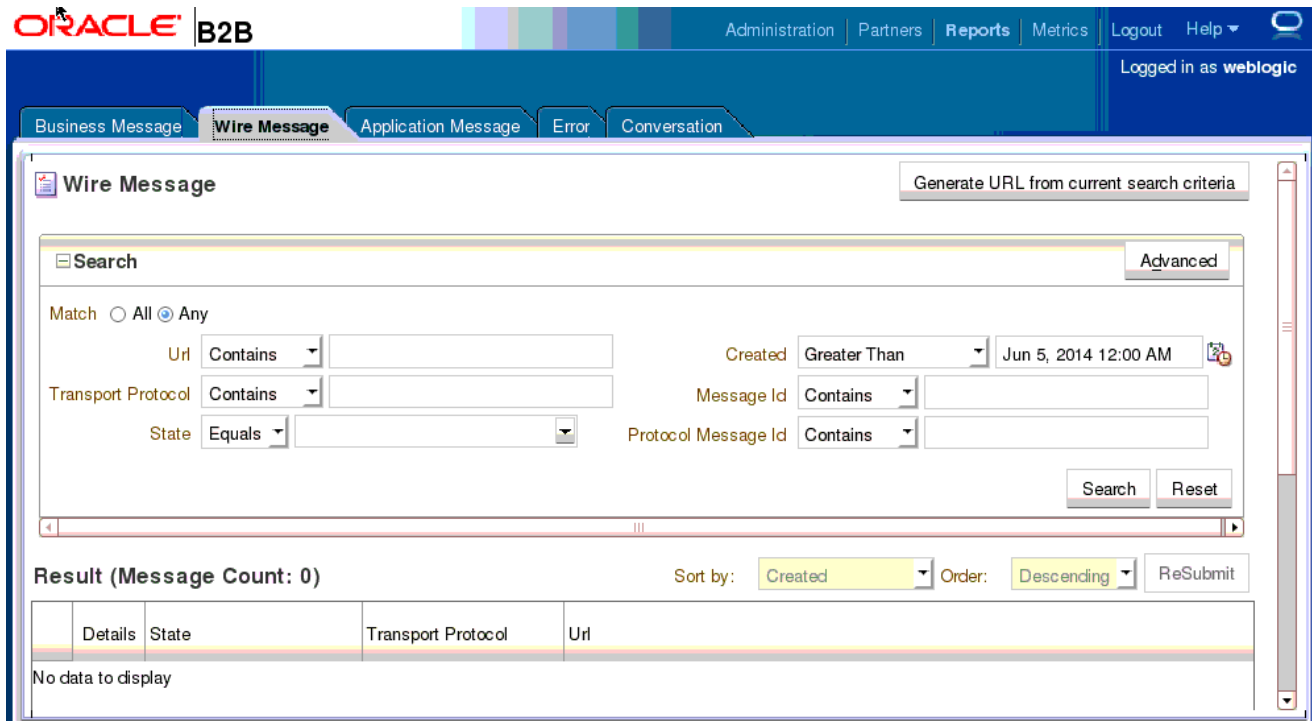 ORACLE B2B
Administration Partners Reports Metrics Logout Help
Logged in as weblogic
Business Message Wire Message Application Message Error Conversation
Wire Message Generate URL from current search criteria
Search Advanced
Match All Any
Url Contains Created Greater Than Jun 5, 2014 12:00 AM
Transport Protocol Contains Message Id Contains
State Equals Protocol Message Id Contains
Search Reset
Result (Message Count: 0) Sort by: Created Order: Descending ReSubmit
Details State Transport Protocol Url
No data to display